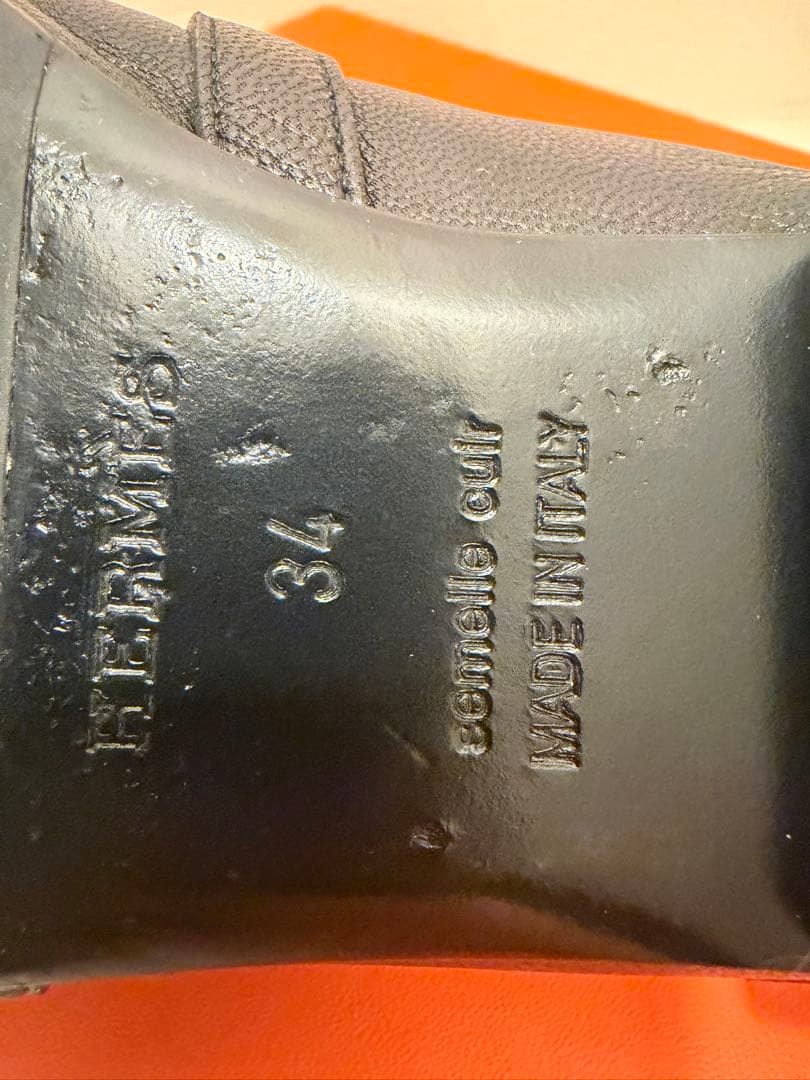 HERMES
34
semelle cuir
MADE IN ITALY